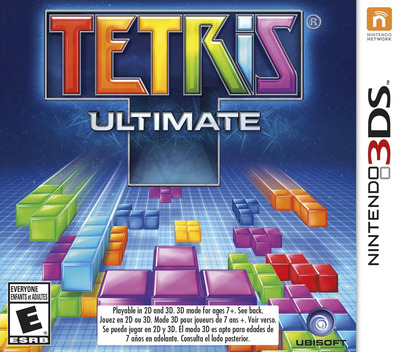 TETRIS®
ULTIMATE
NINTENDO
NETWORK
NINTENDO 3DS™
EVERYONE
ENFANTS et ADULTES
E
ESRB
Playable in 2D and 3D. 3D mode for ages 7+. See back.
Jouez en 2D ou 3D. Mode 3D pour joueurs de 7 ans +. Voir verso.
Se puede jugar en 2D y 3D. El modo 3D es apto para edades de
7 años en adelante. Consulta el lado posterior.
UBISOFT